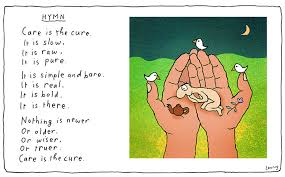 HYMN
Care is the cure.
It is slow,
It is raw,
It is pure.
It is simple and bare.
It is real.
It is bold.
It is there.
Nothing is newer
Or older.
Or wiser.
Or truer.
Care is the cure.
Leunig